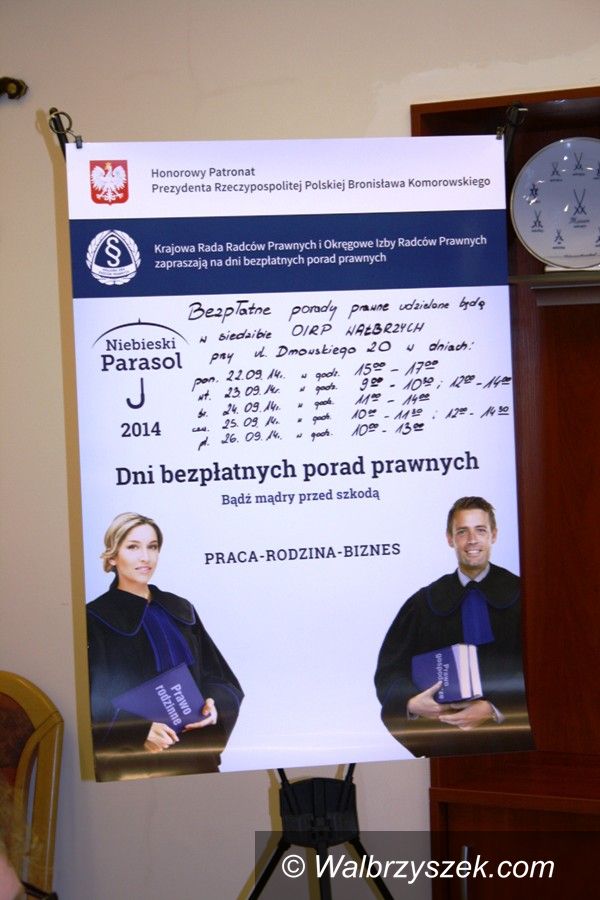 Honorowy Patronat
Prezydenta Rzeczypospolitej Polskiej Bronisława Komorowskiego
§
Krajowa Rada Radców Prawnych i Okręgowe Izby Radców Prawnych
zapraszają na dni bezpłatnych porad prawnych
Niebieski
Parasol
2014
Bezpłatne porady prawne udzielane będą
w siedzibie OIRP WAŁBRZYCH
przy ul. Dmowskiego 20 w dniach:
pon. 22.09.14r. w godz. 15⁰⁰ - 17⁰⁰
wt. 23.09.14r. w godz. 9⁰⁰ - 10³⁰ ; 12⁰⁰ - 14⁰⁰
śr. 24.09.14r. w godz. 11⁰⁰ - 14⁰⁰
czw. 25.09.14r. w godz. 10⁰⁰ - 11³⁰ ; 12⁰⁰ - 14³⁰
pt. 26.09.14r. w godz. 10⁰⁰ - 13⁰⁰
Dni bezpłatnych porad prawnych
Bądź mądry przed szkodą
PRACA-RODZINA-BIZNES
Prawo
rodzinne
Prawo
gospodarcze
© Walbrzyszek.com